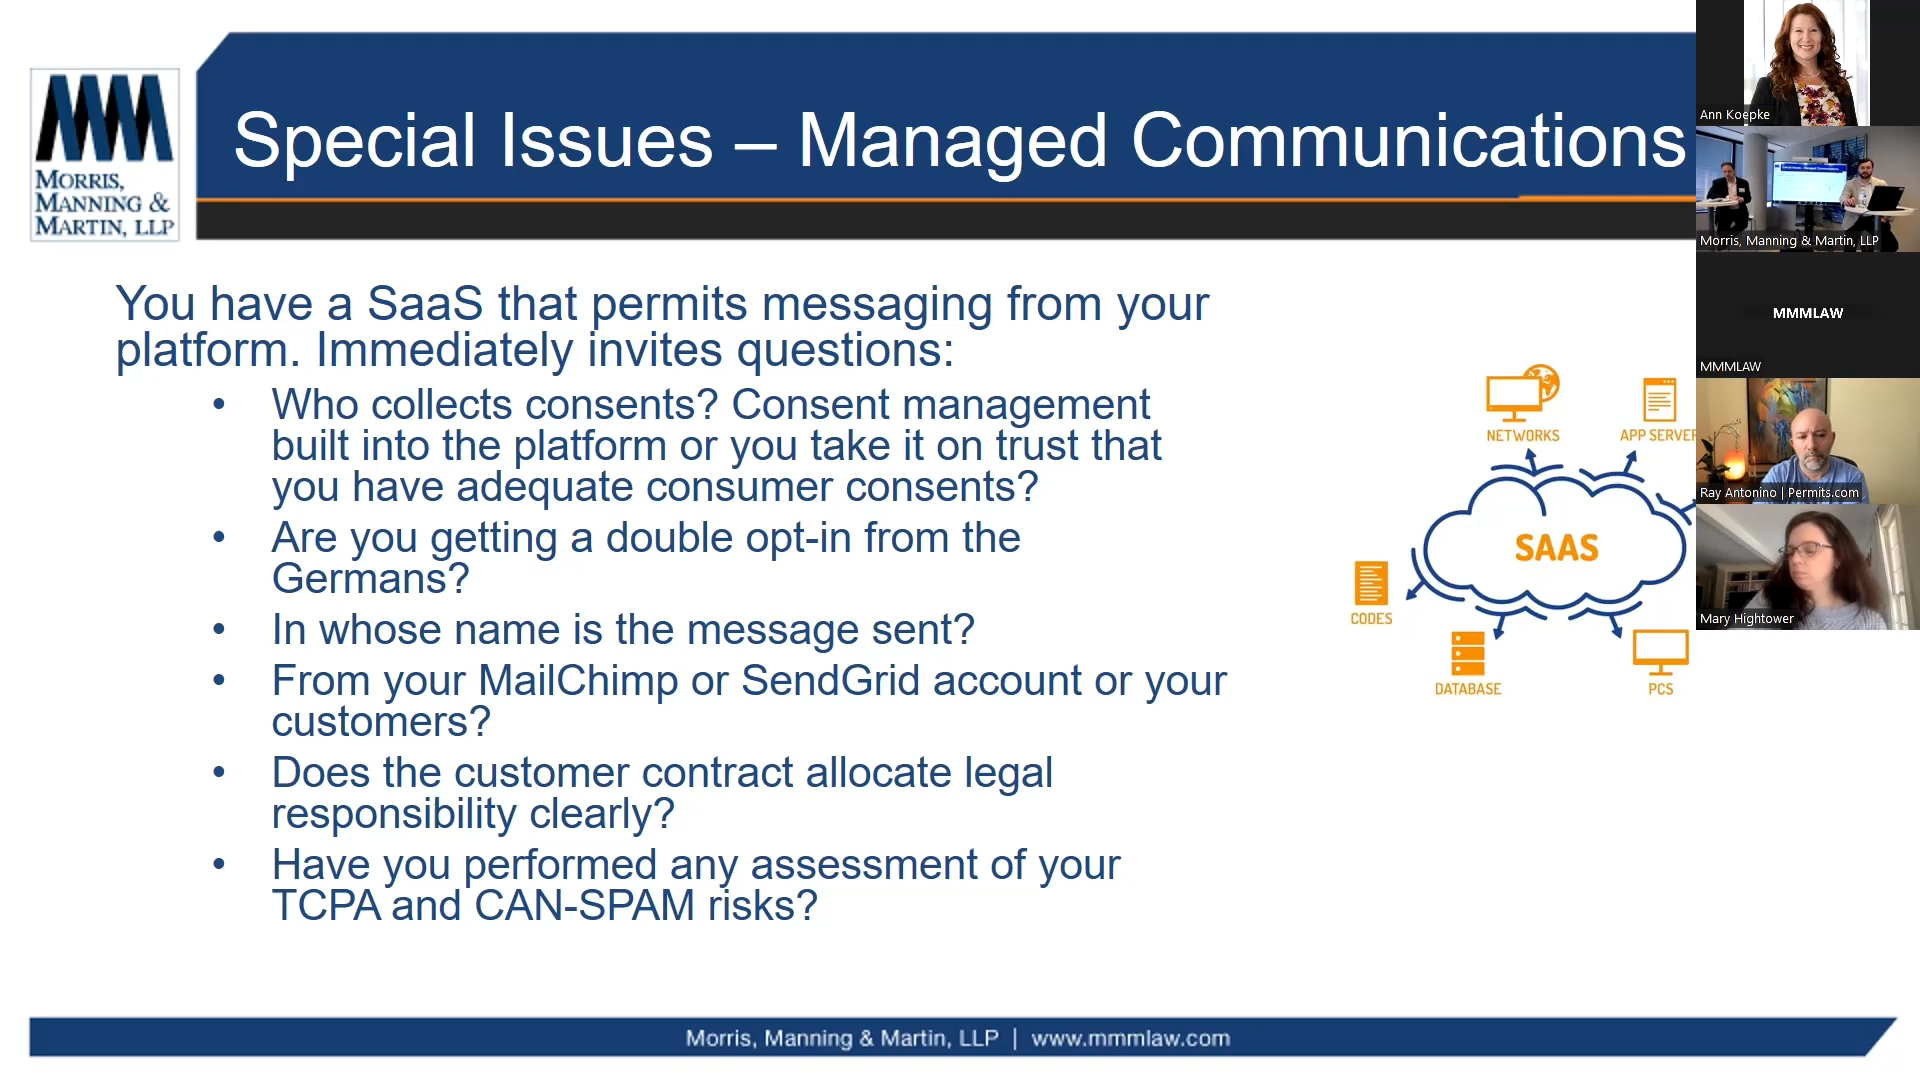 MORRIS,
MANNING &
MARTIN, LLP
Special Issues – Managed Communications
You have a SaaS that permits messaging from your
platform. Immediately invites questions:
• Who collects consents? Consent management
built into the platform or you take it on trust that
you have adequate consumer consents?
• Are you getting a double opt-in from the
Germans?
• In whose name is the message sent?
• From your MailChimp or SendGrid account or your
customers?
• Does the customer contract allocate legal
responsibility clearly?
• Have you performed any assessment of your
TCPA and CAN-SPAM risks?
NETWORKS
APP SERVER
SAAS
CODES
DATABASE
PCS
Morris, Manning & Martin, LLP | www.mmmlaw.com
Ann Koepke
Morris, Manning & Martin, LLP
MMMLAW
MMMLAW
Ray Antonino | Permits.com
Mary Hightower